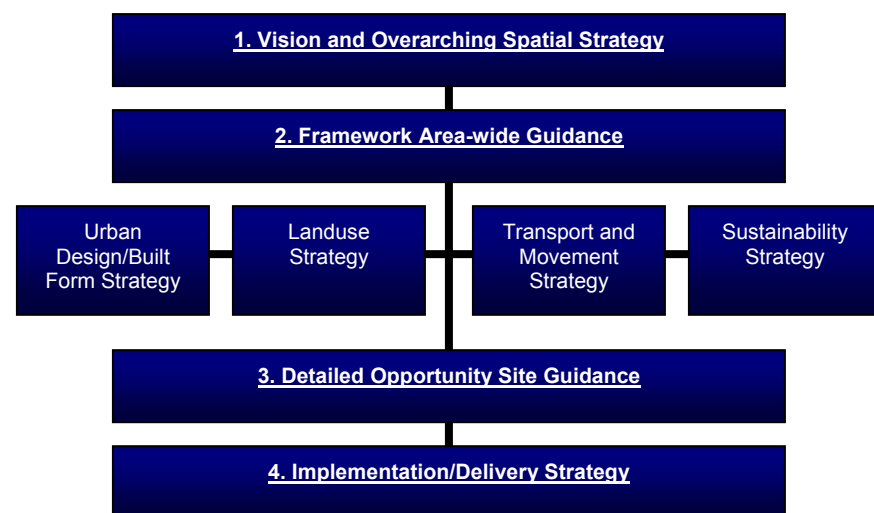 1. Vision and Overarching Spatial Strategy
2. Framework Area-wide Guidance
Urban
Design/Built
Form Strategy
Landuse
Strategy
Transport and
Movement
Strategy
Sustainability
Strategy
3. Detailed Opportunity Site Guidance
4. Implementation/Delivery Strategy